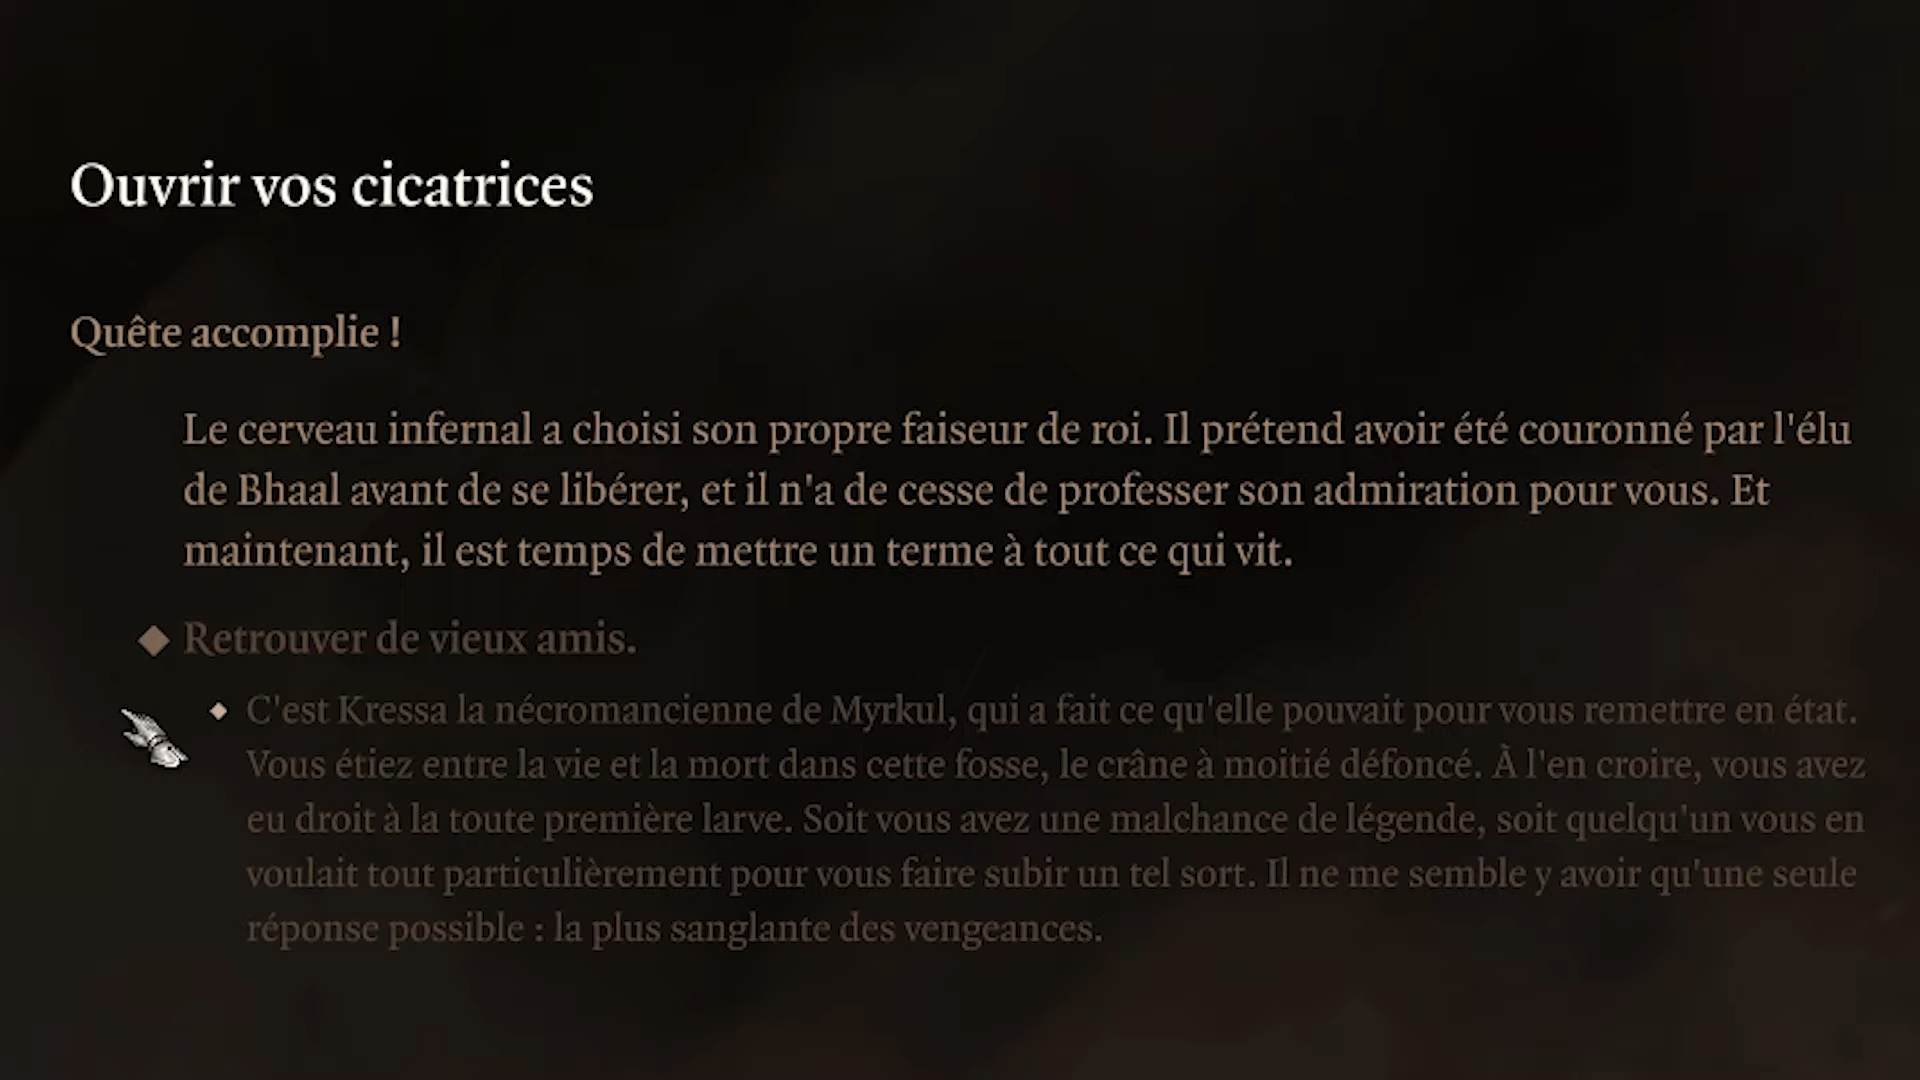 Ouvrir vos cicatrices
Quête accomplie !
Le cerveau infernal a choisi son propre faiseur de roi. Il prétend avoir été couronné par l'élu
de Bhaal avant de se libérer, et il n'a de cesse de professer son admiration pour vous. Et
maintenant, il est temps de mettre un terme à tout ce qui vit.
Retrouver de vieux amis.
C'est Kressa la nécromancienne de Myrkul, qui a fait ce qu'elle pouvait pour vous remettre en état.
Vous étiez entre la vie et la mort dans cette fosse, le crâne à moitié défoncé. À l'en croire, vous avez
eu droit à la toute première larve. Soit vous avez une malchance de légende, soit quelqu'un vous en
voulait tout particulièrement pour vous faire subir un tel sort. Il ne me semble y avoir qu'une seule
réponse possible : la plus sanglante des vengeances.